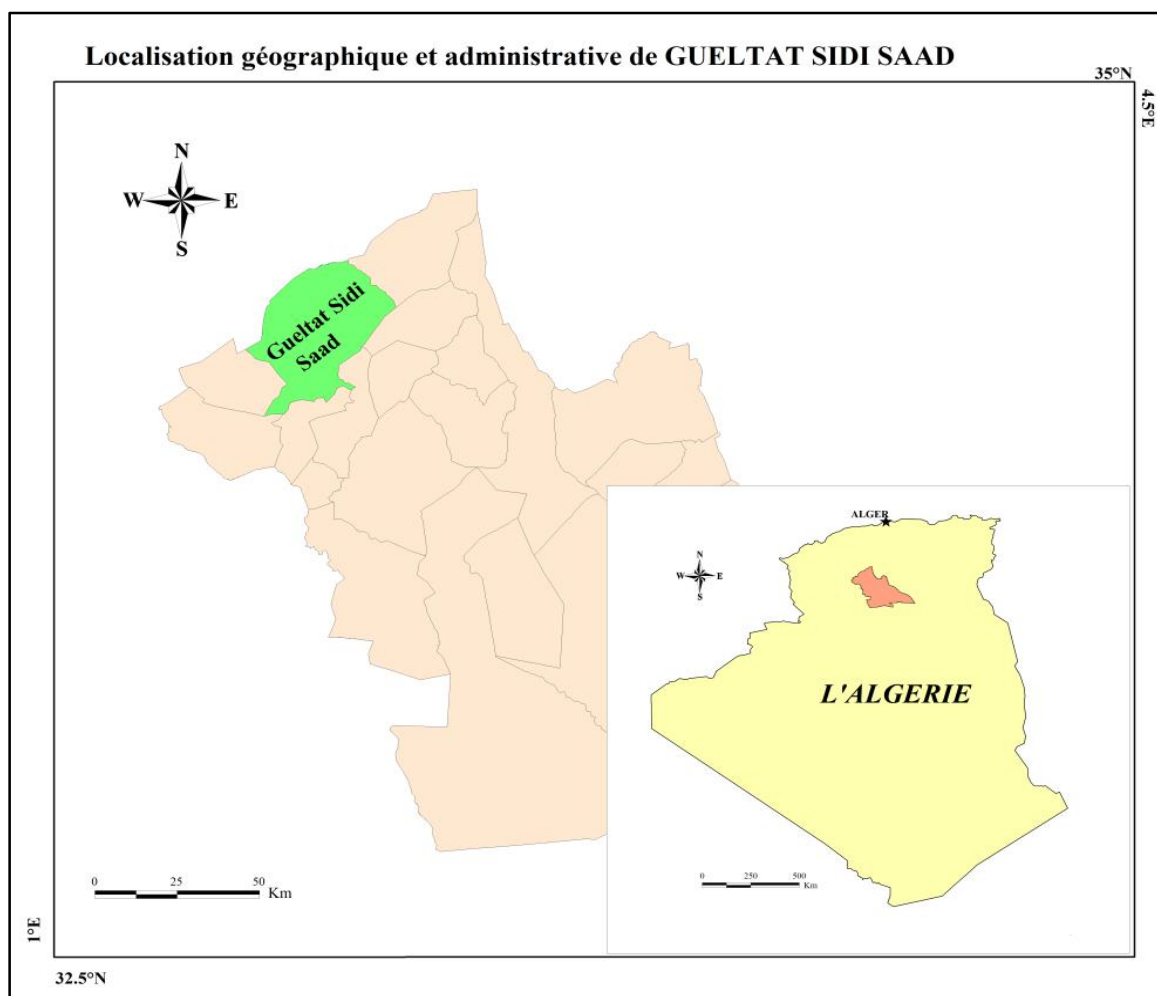 Localisation géographique et administrative de GUELTAT SIDI SAAD
35°N
4.5°E
N
W E
S
Gueltat Sidi
Saad
ALGER
N
W E
S
L'ALGERIE
0 25 50
Km
0 250 500
Km
1°E
32.5°N